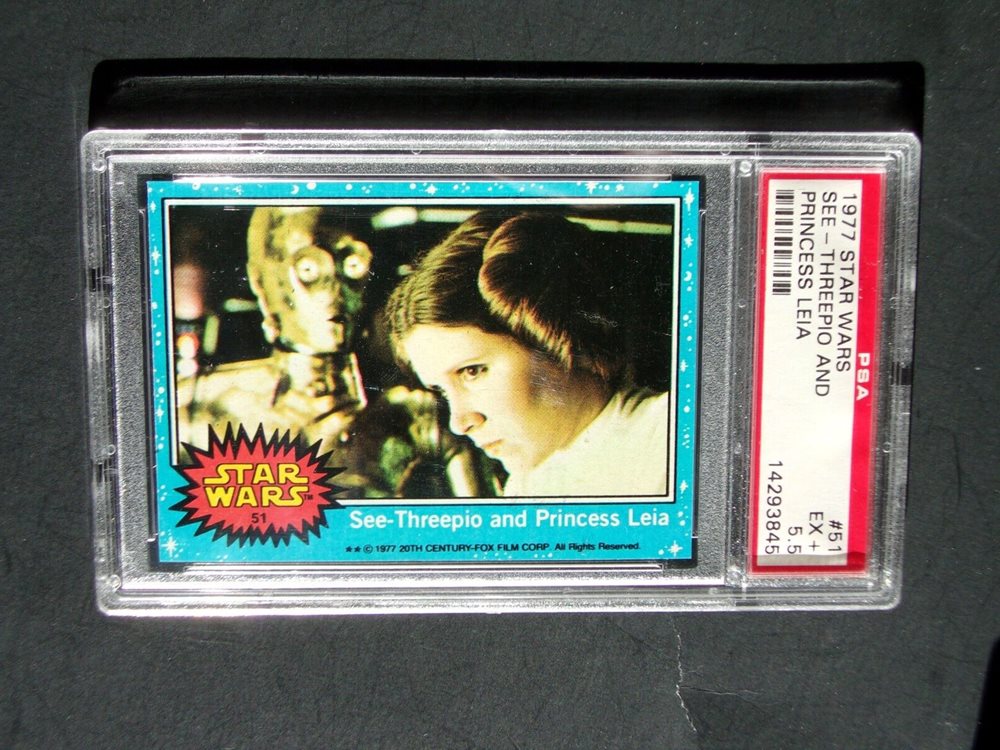 STAR
WARS™
51
See-Threepio and Princess Leia
★★ © 1977 20TH CENTURY-FOX FILM CORP. All Rights Reserved.
PSA
1977 STAR WARS #51
SEE - THREEPIO AND EX + 5.5
PRINCESS LEIA
14293845